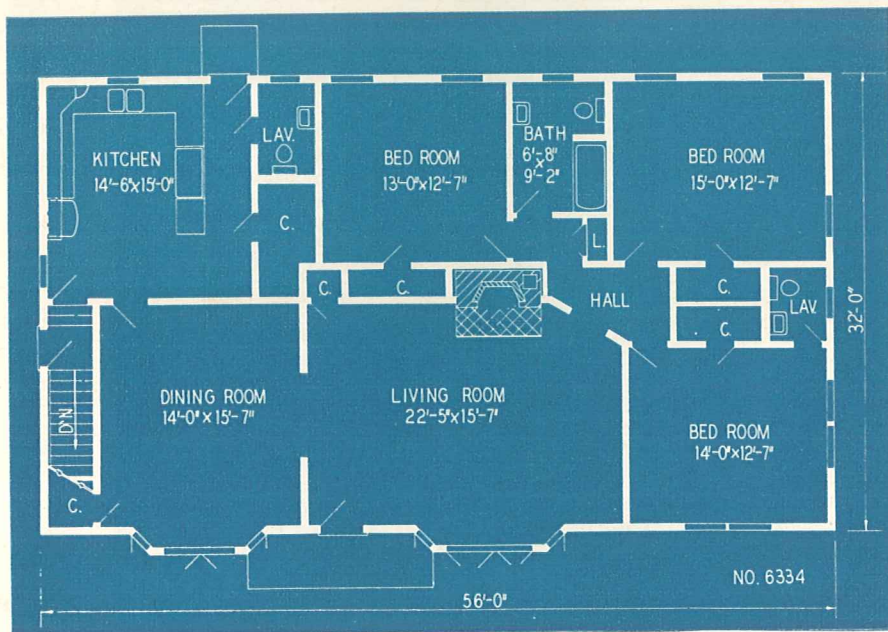 KITCHEN
14'-6"x15'-0"
LAV.
C.
BED ROOM
13'-0"x12'-7"
BATH
6'-8"
x
9'-2"
L.
BED ROOM
15'-0"x12'-7"
C.
C.
HALL
C.
C.
LAV.
32'-0"
DINING ROOM
14'-0" x 15'-7"
LIVING ROOM
22'-5"x15'-7"
BED ROOM
14'-0"x12'-7"
D'N
C.
NO. 6334
56'-0"